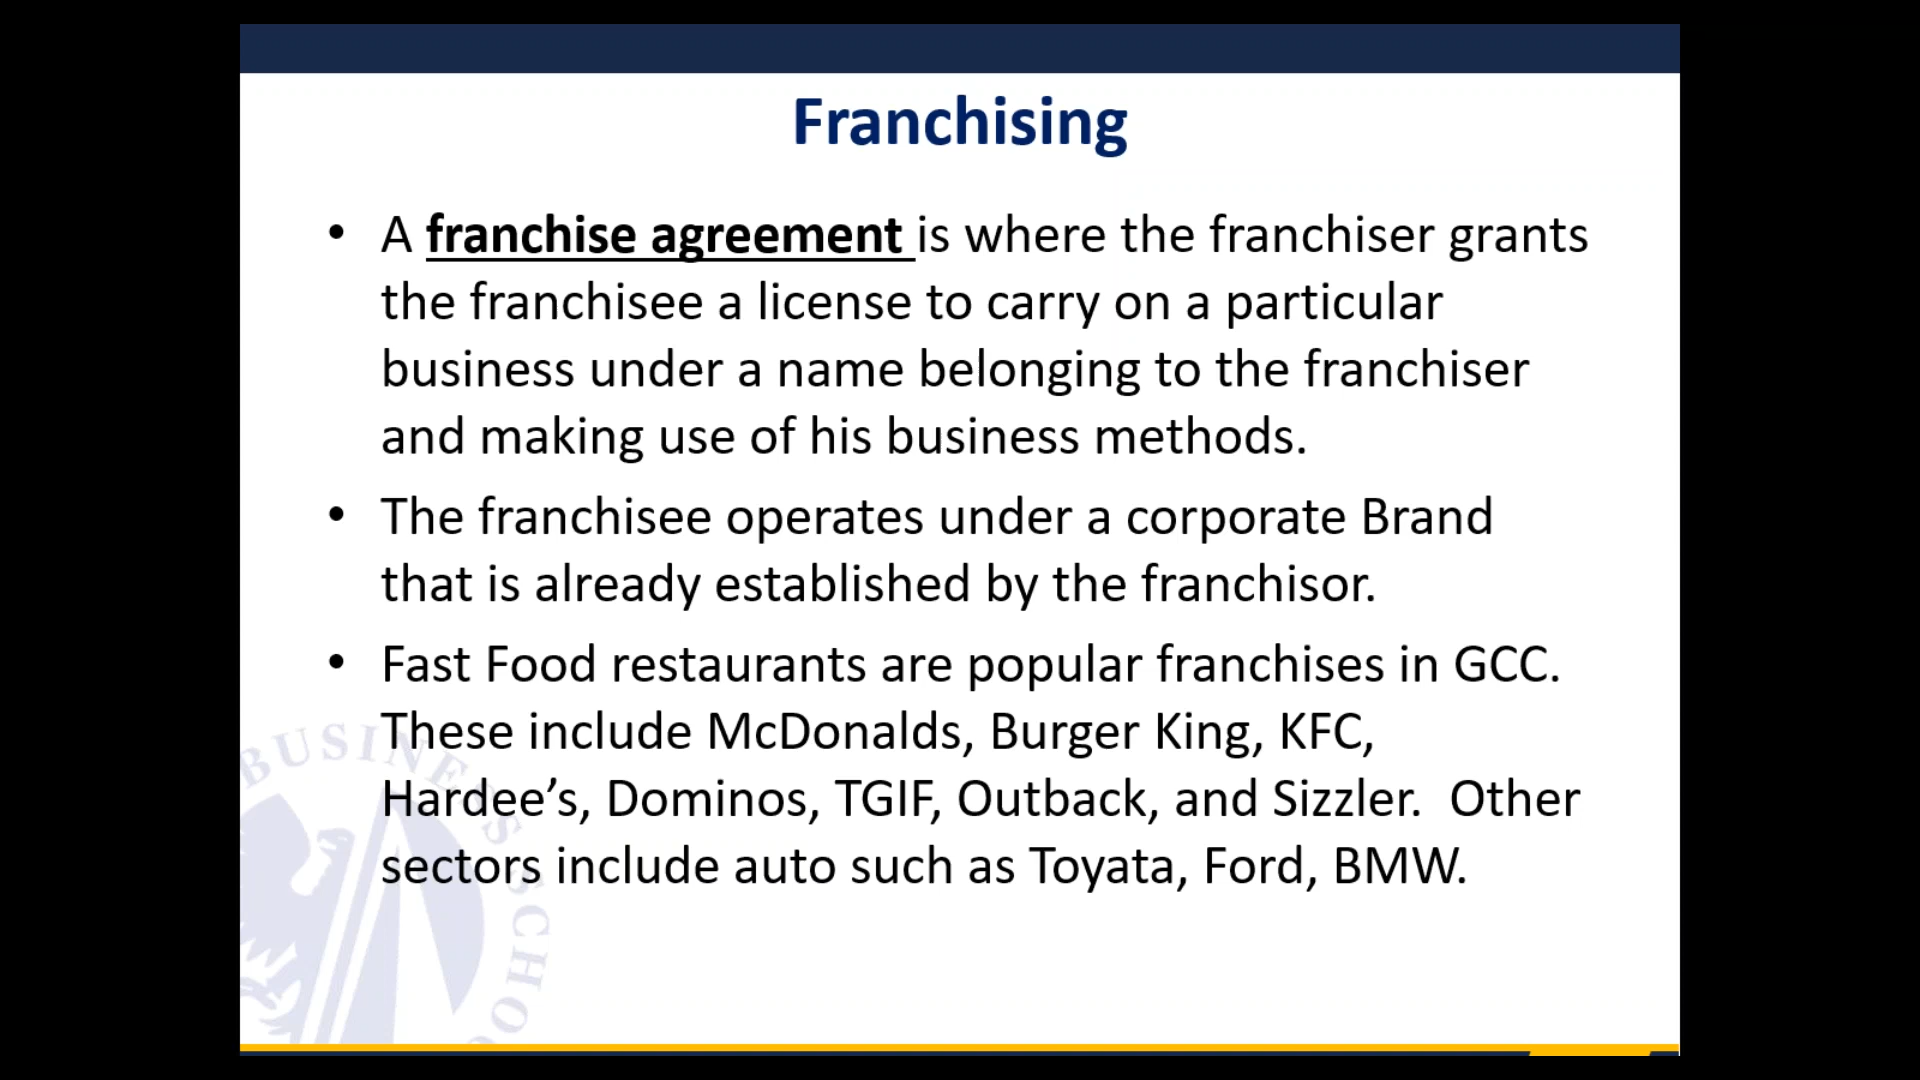 Franchising
• A franchise agreement is where the franchiser grants
the franchisee a license to carry on a particular
business under a name belonging to the franchiser
and making use of his business methods.
• The franchisee operates under a corporate Brand
that is already established by the franchisor.
• Fast Food restaurants are popular franchises in GCC.
These include McDonalds, Burger King, KFC,
Hardee’s, Dominos, TGIF, Outback, and Sizzler.  Other
sectors include auto such as Toyata, Ford, BMW.
BUSINESS